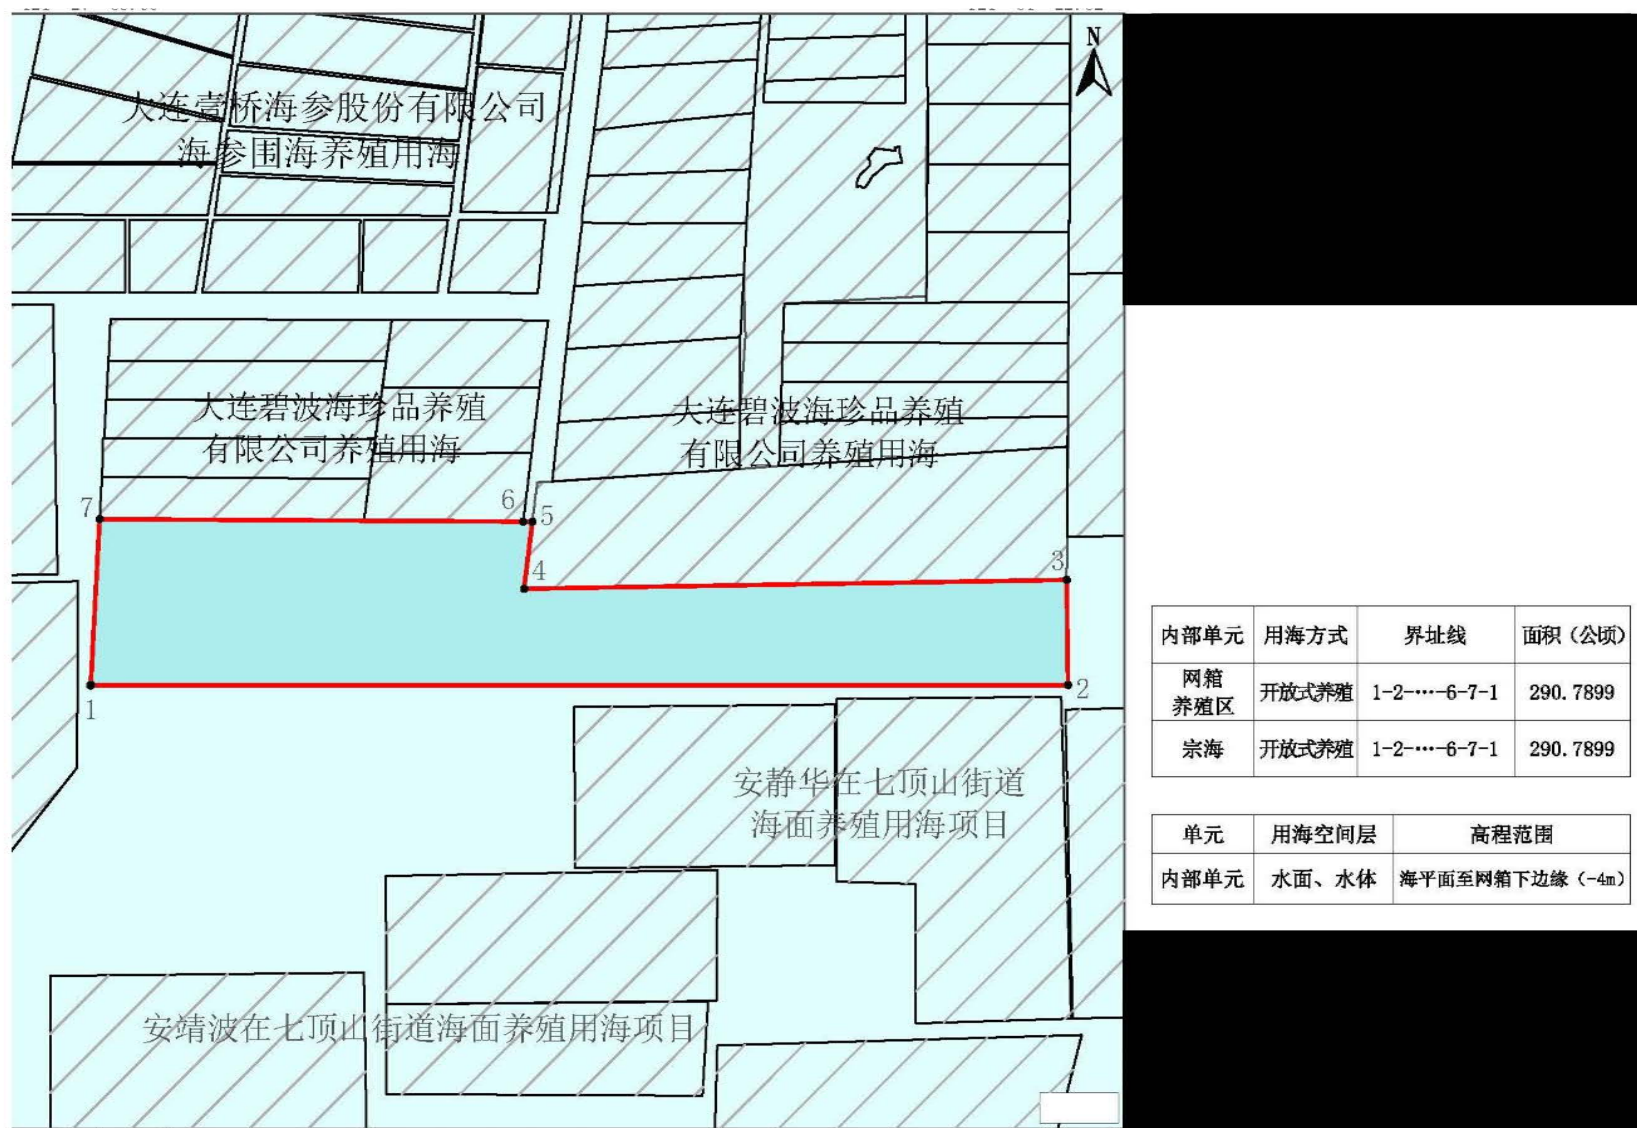 N
大连壹桥海参股份有限公司
海参围海养殖用海
大连碧波海珍品养殖
有限公司养殖用海
大连碧波海珍品养殖
有限公司养殖用海
7
6
5
4
3
1
2
安静华在七顶山街道
海面养殖用海项目
安靖波在七顶山街道海面养殖用海项目
内部单元 用海方式 界址线 面积（公顷）
网箱
养殖区 开放式养殖 1-2-…-6-7-1 290.7899
宗海 开放式养殖 1-2-…-6-7-1 290.7899
单元 用海空间层 高程范围
内部单元 水面、水体 海平面至网箱下边缘（-4m）